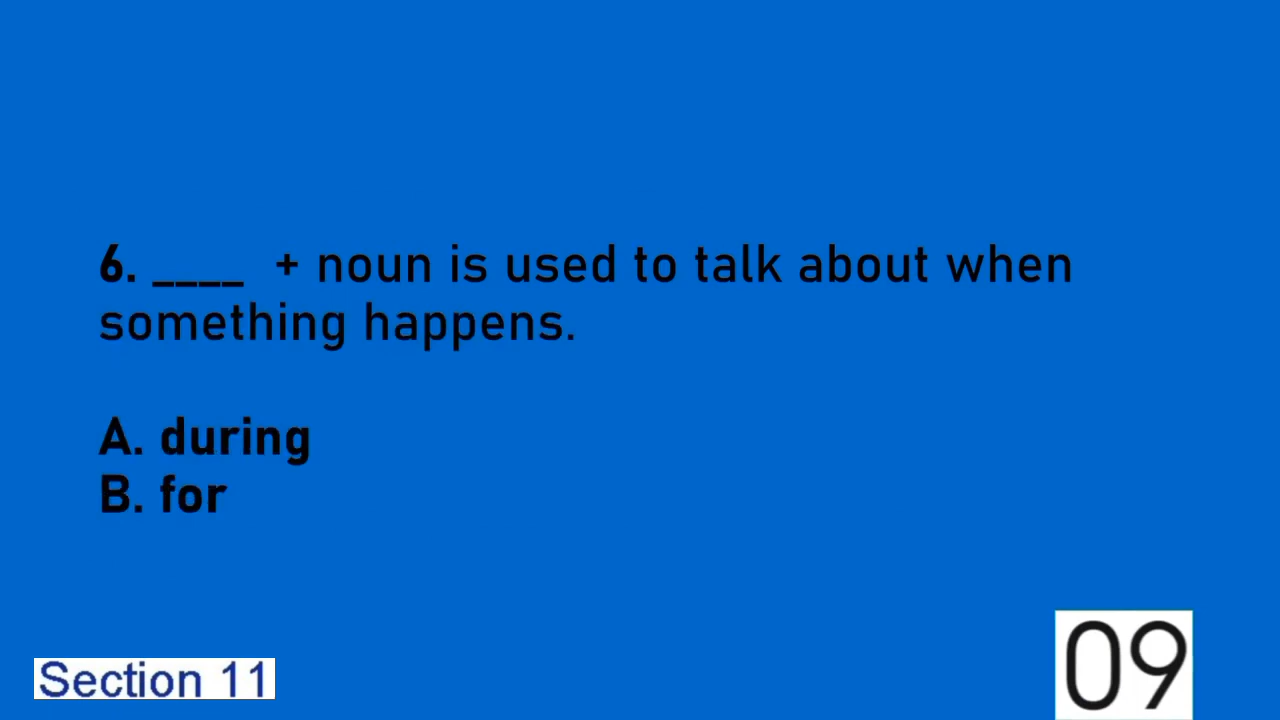 6. ____ + noun is used to talk about when
something happens.
A. during
B. for
Section 11
09